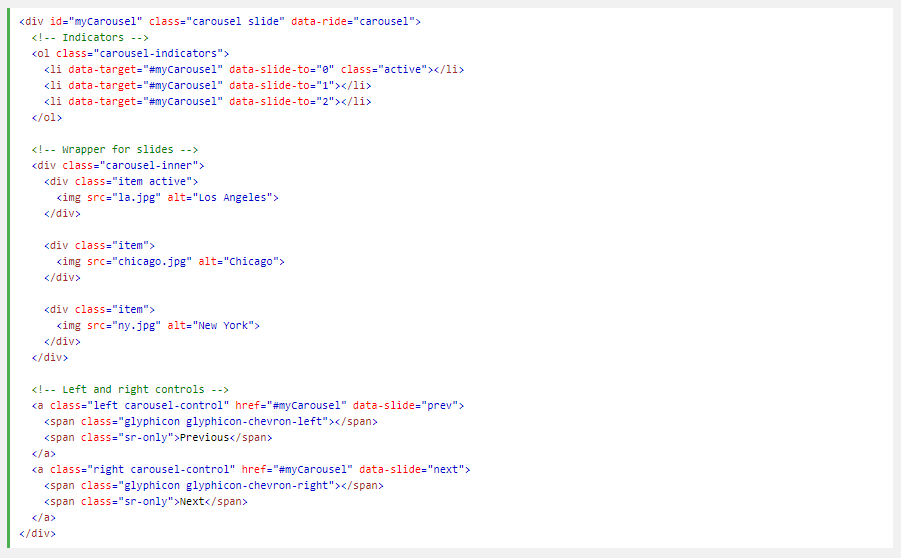 <div id="myCarousel" class="carousel slide" data-ride="carousel">
  <!-- Indicators -->
  <ol class="carousel-indicators">
    <li data-target="#myCarousel" data-slide-to="0" class="active"></li>
    <li data-target="#myCarousel" data-slide-to="1"></li>
    <li data-target="#myCarousel" data-slide-to="2"></li>
  </ol>

  <!-- Wrapper for slides -->
  <div class="carousel-inner">
    <div class="item active">
      <img src="la.jpg" alt="Los Angeles">
    </div>

    <div class="item">
      <img src="chicago.jpg" alt="Chicago">
    </div>

    <div class="item">
      <img src="ny.jpg" alt="New York">
    </div>
  </div>

  <!-- Left and right controls -->
  <a class="left carousel-control" href="#myCarousel" data-slide="prev">
    <span class="glyphicon glyphicon-chevron-left"></span>
    <span class="sr-only">Previous</span>
  </a>
  <a class="right carousel-control" href="#myCarousel" data-slide="next">
    <span class="glyphicon glyphicon-chevron-right"></span>
    <span class="sr-only">Next</span>
  </a>
</div>